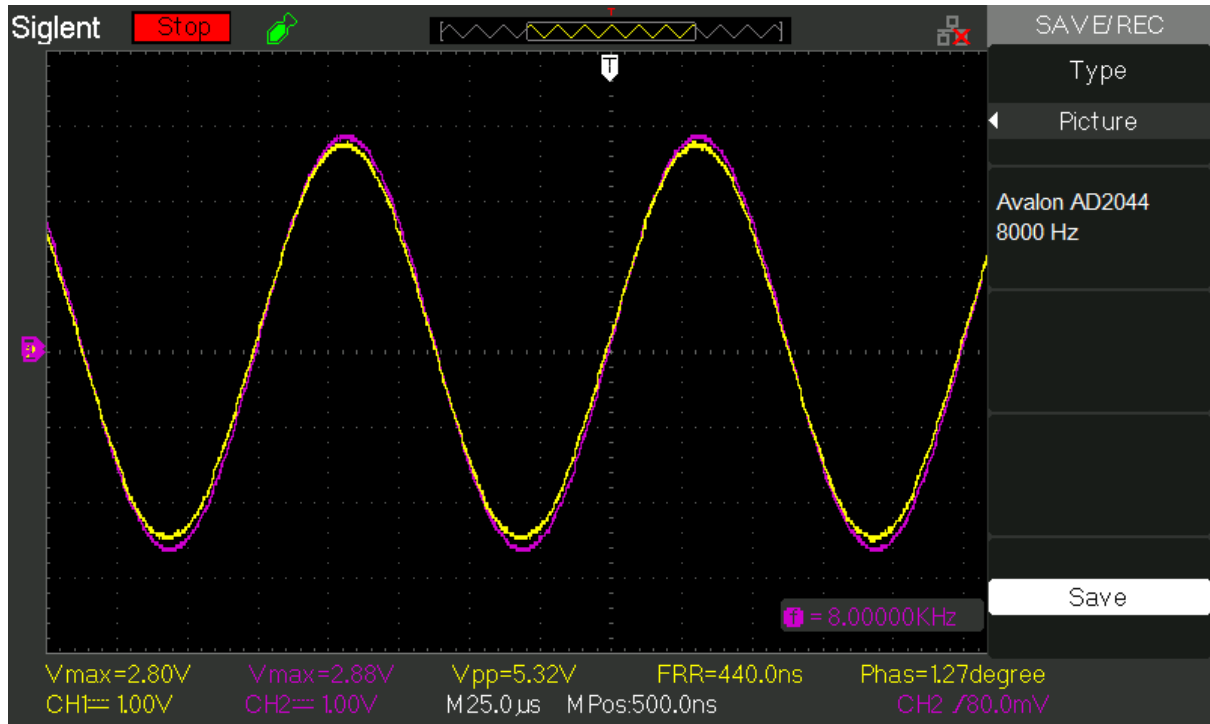 Siglent Stop T SAVE/REC
T
Type
Picture
Avalon AD2044
8000 Hz
f = 8.00000KHz
Save
Vmax=2.80V Vmax=2.88V Vpp=5.32V FRR=440.0ns Phas=1.27degree
CH1 1.00V CH2 1.00V M25.0µs MPos:500.0ns CH2 /80.0mV